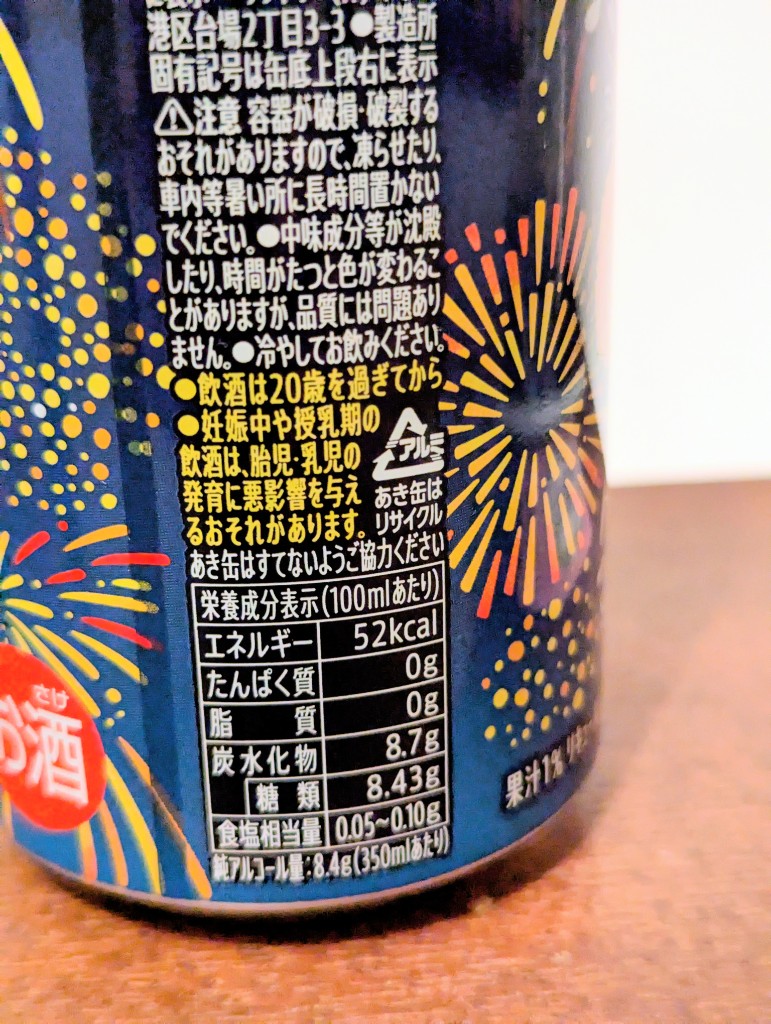 港区台場2丁目3-3●製造所
固有記号は缶底上段右に表示
⚠注意 容器が破損・破裂する
おそれがありますので、凍らせたり、
車内等暑い所に長時間置かない
でください。●中味成分等が沈殿
したり、時間がたつと色が変わるこ
とがありますが、品質には問題あり
ません。●冷やしてお飲みください。
●飲酒は20歳を過ぎてから
●妊娠中や授乳期の
飲酒は、胎児・乳児の
発育に悪影響を与え
るおそれがあります。
アルミ
あき缶は
リサイクル
あき缶はすてないようご協力ください
栄養成分表示(100mlあたり)
エネルギー 52kcal
たんぱく質 0g
脂質 0g
炭水化物 8.7g
糖類 8.43g
食塩相当量 0.05~0.10g
純アルコール量:8.4g(350mlあたり)
さけ
お酒
果汁1%